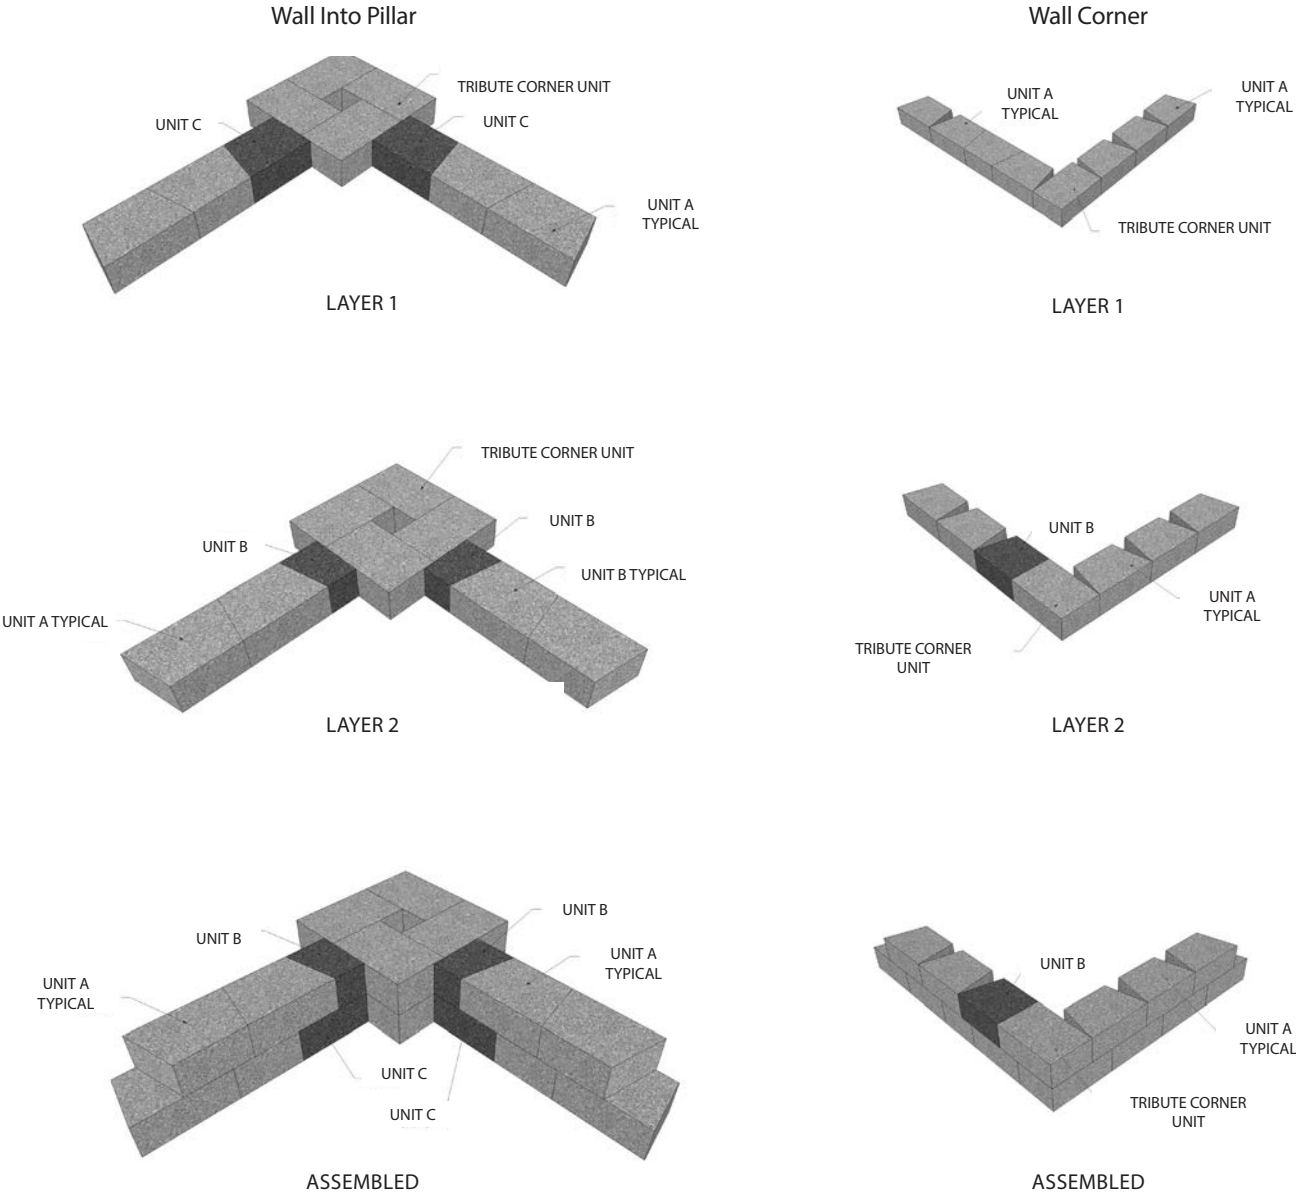 Wall Into Pillar
TRIBUTE CORNER UNIT
UNIT C
UNIT C
UNIT A
TYPICAL
LAYER 1
TRIBUTE CORNER UNIT
UNIT B
UNIT B
UNIT B TYPICAL
UNIT A TYPICAL
LAYER 2
UNIT B
UNIT B
UNIT A
TYPICAL
UNIT A
TYPICAL
UNIT C
UNIT C
ASSEMBLED
Wall Corner
UNIT A
TYPICAL
UNIT A
TYPICAL
TRIBUTE CORNER UNIT
LAYER 1
UNIT B
UNIT A
TYPICAL
TRIBUTE CORNER
UNIT
LAYER 2
UNIT B
UNIT A
TYPICAL
TRIBUTE CORNER
UNIT
ASSEMBLED